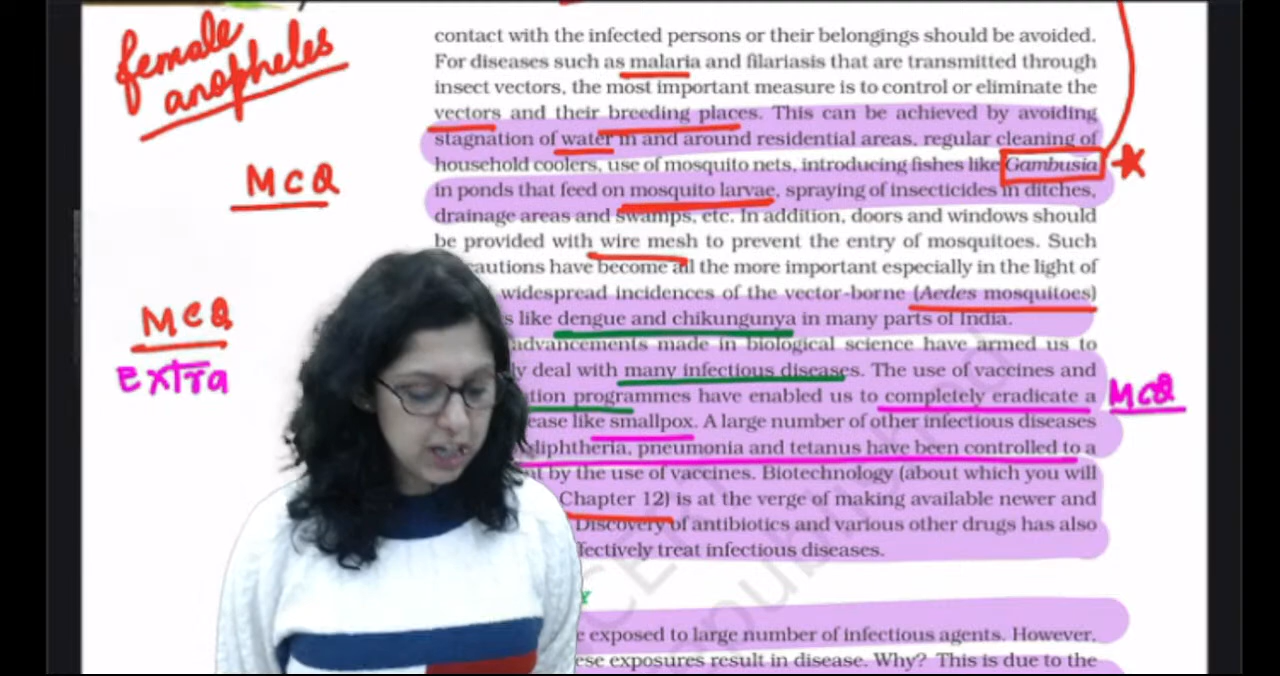 female
anopheles
MCQ
MCQ
Extra
contact with the infected persons or their belongings should be avoided.
For diseases such as malaria and filariasis that are transmitted through
insect vectors, the most important measure is to control or eliminate the
vectors and their breeding places. This can be achieved by avoiding
stagnation of water in and around residential areas, regular cleaning of
household coolers, use of mosquito nets, introducing fishes like Gambusia
in ponds that feed on mosquito larvae, spraying of insecticides in ditches,
drainage areas and swamps, etc. In addition, doors and windows should
be provided with wire mesh to prevent the entry of mosquitoes. Such
autions have become all the more important especially in the light of
widespread incidences of the vector-borne (Aedes mosquitoes)
s like dengue and chikungunya in many parts of India.
advancements made in biological science have armed us to
ly deal with many infectious diseases. The use of vaccines and
tion programmes have enabled us to completely eradicate a
MCQ
ease like smallpox. A large number of other infectious diseases
diphtheria, pneumonia and tetanus have been controlled to a
nt by the use of vaccines. Biotechnology (about which you will
Chapter 12) is at the verge of making available newer and
Discovery of antibiotics and various other drugs has also
ffectively treat infectious diseases.
e exposed to large number of infectious agents. However,
ese exposures result in disease. Why? This is due to the